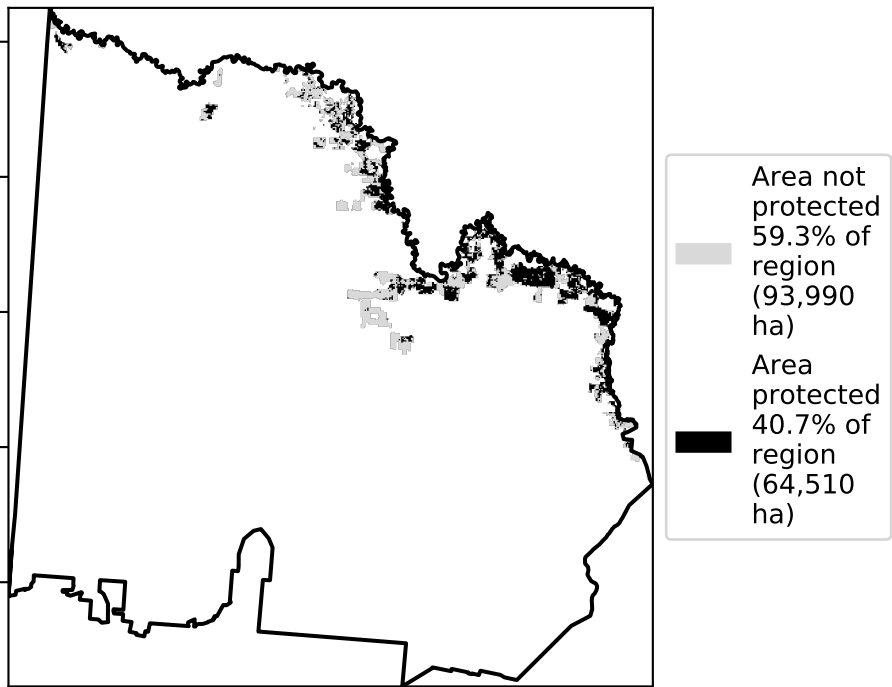 Area not
protected
59.3% of
region
(93,990
ha)
Area
protected
40.7% of
region
(64,510
ha)